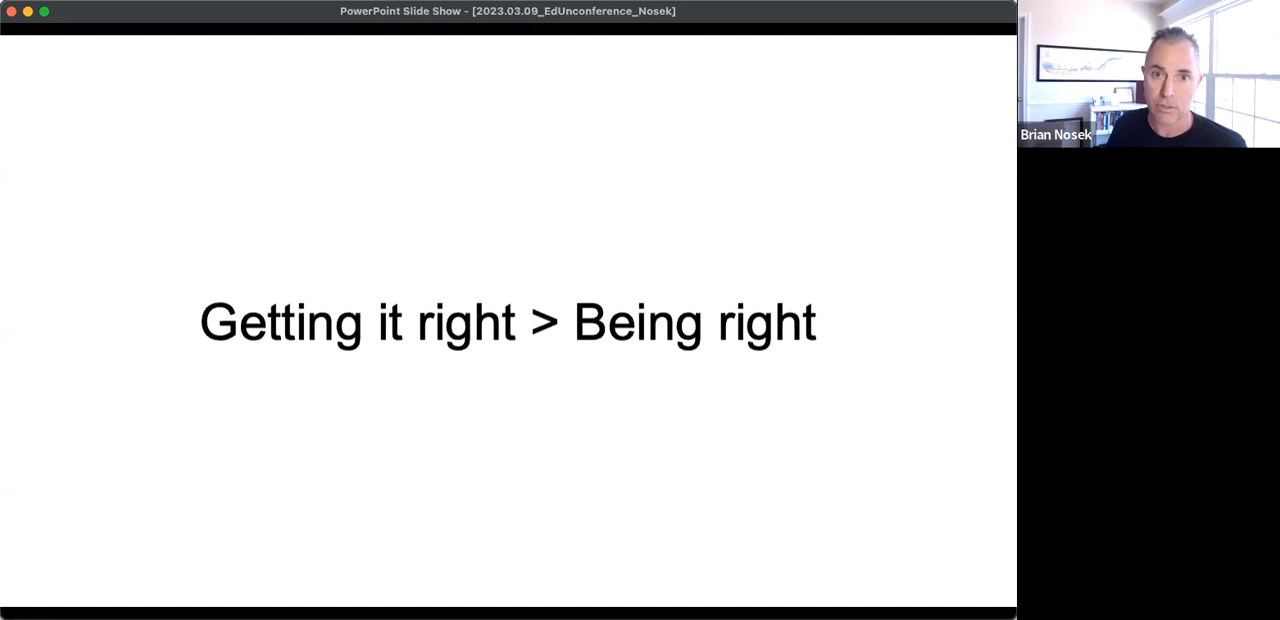 PowerPoint Slide Show - [2023.03.09_EdUnconference_Nosek]
Getting it right > Being right
Brian Nosek